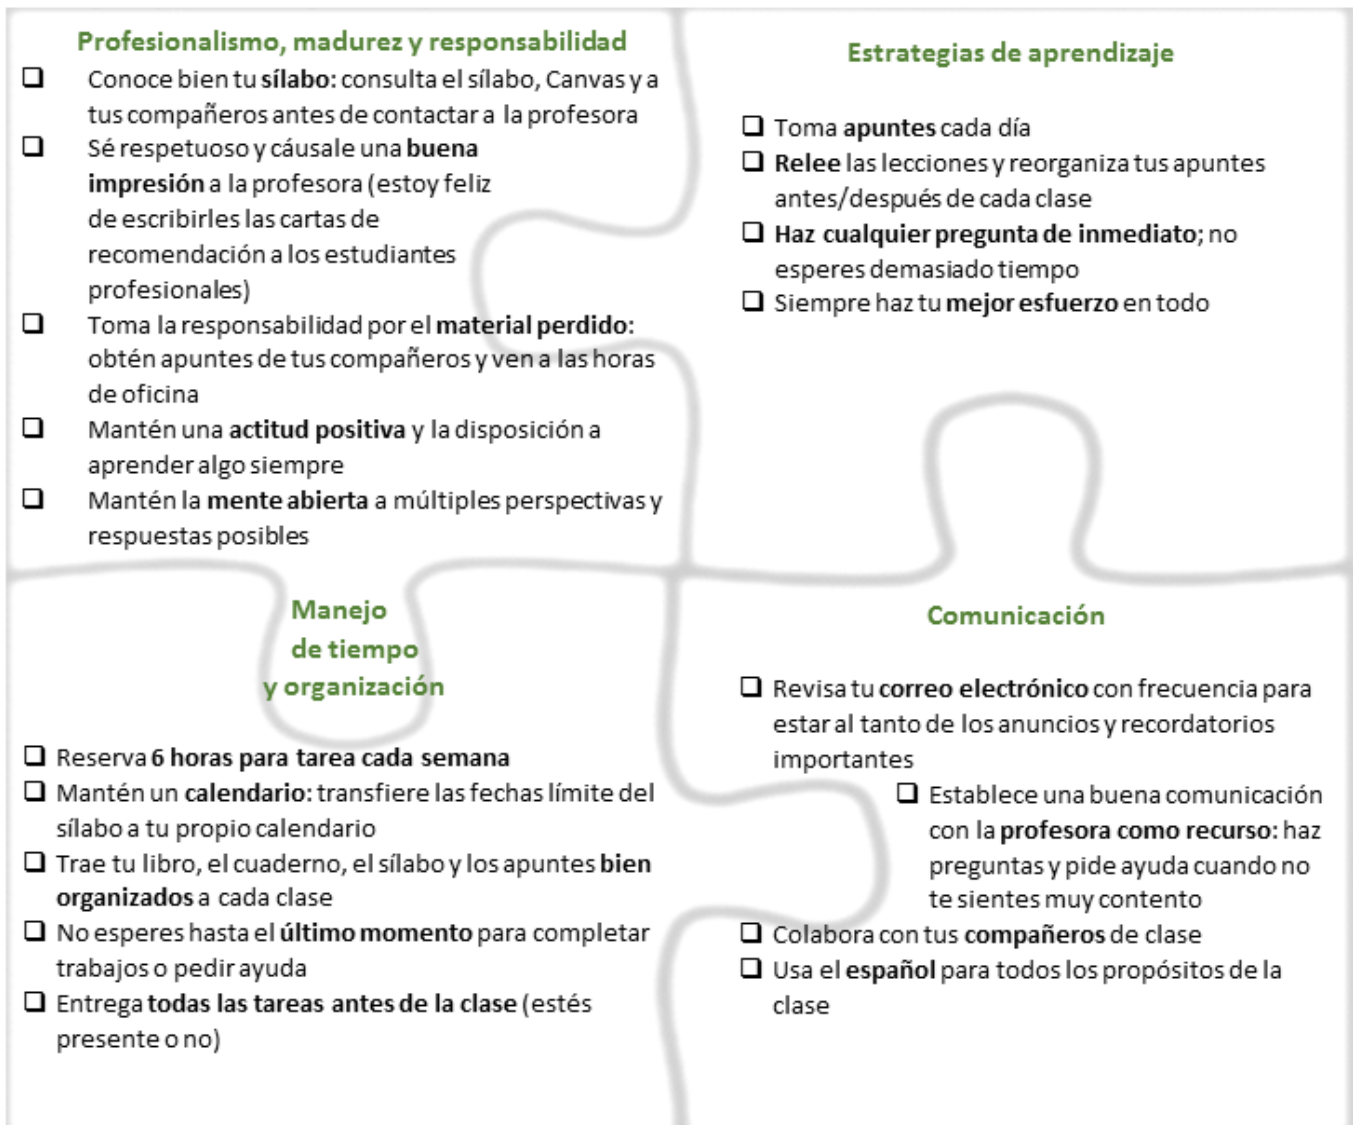 Profesionalismo, madurez y responsabilidad
Conoce bien tu sílabo: consulta el sílabo, Canvas y a
tus compañeros antes de contactar a la profesora
Sé respetuoso y cáusale una buena
impresión a la profesora (estoy feliz
de escribirles las cartas de
recomendación a los estudiantes
profesionales)
Toma la responsabilidad por el material perdido:
obtén apuntes de tus compañeros y ven a las horas
de oficina
Mantén una actitud positiva y la disposición a
aprender algo siempre
Mantén la mente abierta a múltiples perspectivas y
respuestas posibles
Estrategias de aprendizaje
Toma apuntes cada día
Relee las lecciones y reorganiza tus apuntes
antes/después de cada clase
Haz cualquier pregunta de inmediato; no
esperes demasiado tiempo
Siempre haz tu mejor esfuerzo en todo
Manejo
de tiempo
y organización
Reserva 6 horas para tarea cada semana
Mantén un calendario: transfiere las fechas límite del
sílabo a tu propio calendario
Trae tu libro, el cuaderno, el sílabo y los apuntes bien
organizados a cada clase
No esperes hasta el último momento para completar
trabajos o pedir ayuda
Entrega todas las tareas antes de la clase (estés
presente o no)
Comunicación
Revisa tu correo electrónico con frecuencia para
estar al tanto de los anuncios y recordatorios
importantes
Establece una buena comunicación
con la profesora como recurso: haz
preguntas y pide ayuda cuando no
te sientes muy contento
Colabora con tus compañeros de clase
Usa el español para todos los propósitos de la
clase